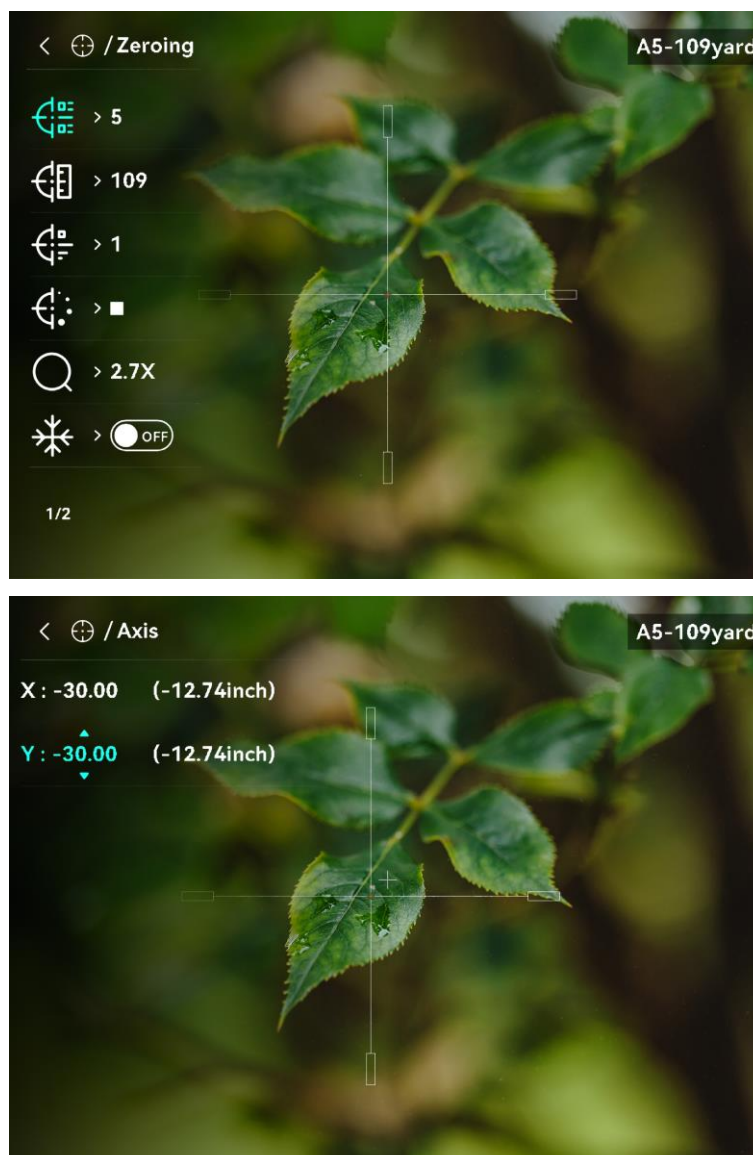 < /Zeroing
A5-109yard
> 5
> 109
> 1
>
> 2.7X
> OFF
1/2
< /Axis
A5-109yard
X : -30.00 (-12.74inch)
Y : -30.00 (-12.74inch)